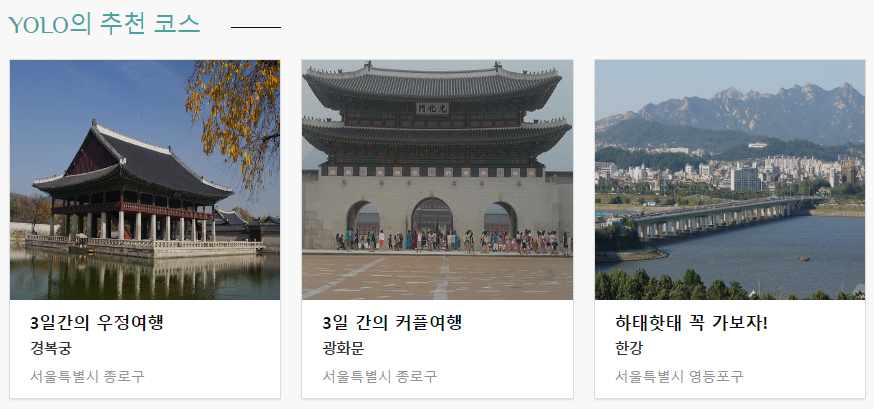 YOLO의 추천 코스
光化門
3일간의 우정여행
경복궁
서울특별시 종로구
3일 간의 커플여행
광화문
서울특별시 종로구
하태핫태 꼭 가보자!
한강
서울특별시 영등포구